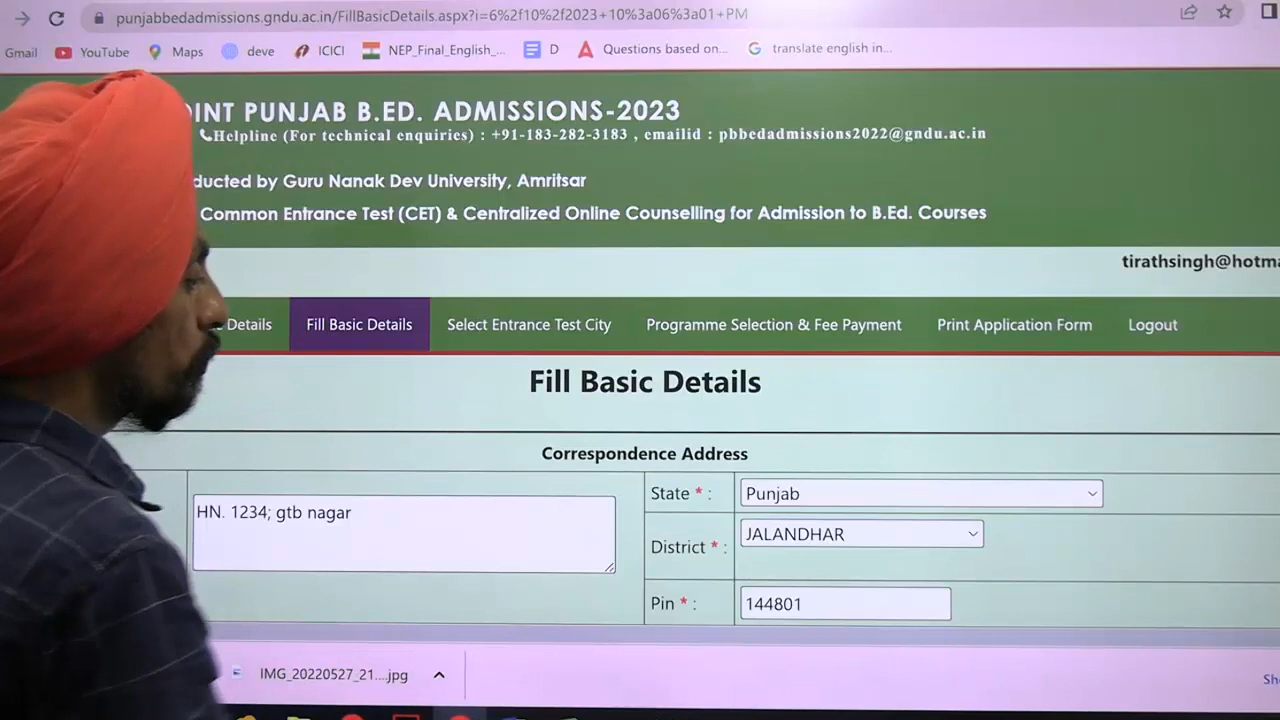 punjabbedadmissions.gndu.ac.in/FillBasicDetails.aspx?i=6%2f10%2f2023+10%3a06%3a01+PM
Gmail YouTube Maps deve ICICI NEP_Final_English_... D Questions based on... translate english in...
OINT PUNJAB B.ED. ADMISSIONS-2023
Helpline (For technical enquiries) : +91-183-282-3183 , emailid : pbbedadmissions2022@gndu.ac.in
ducted by Guru Nanak Dev University, Amritsar
Common Entrance Test (CET) & Centralized Online Counselling for Admission to B.Ed. Courses
tirathsingh@hotma
Details Fill Basic Details Select Entrance Test City Programme Selection & Fee Payment Print Application Form Logout
Fill Basic Details
Correspondence Address
HN. 1234; gtb nagar
State * : Punjab
District * : JALANDHAR
Pin * : 144801
IMG_20220527_21....jpg
Sh